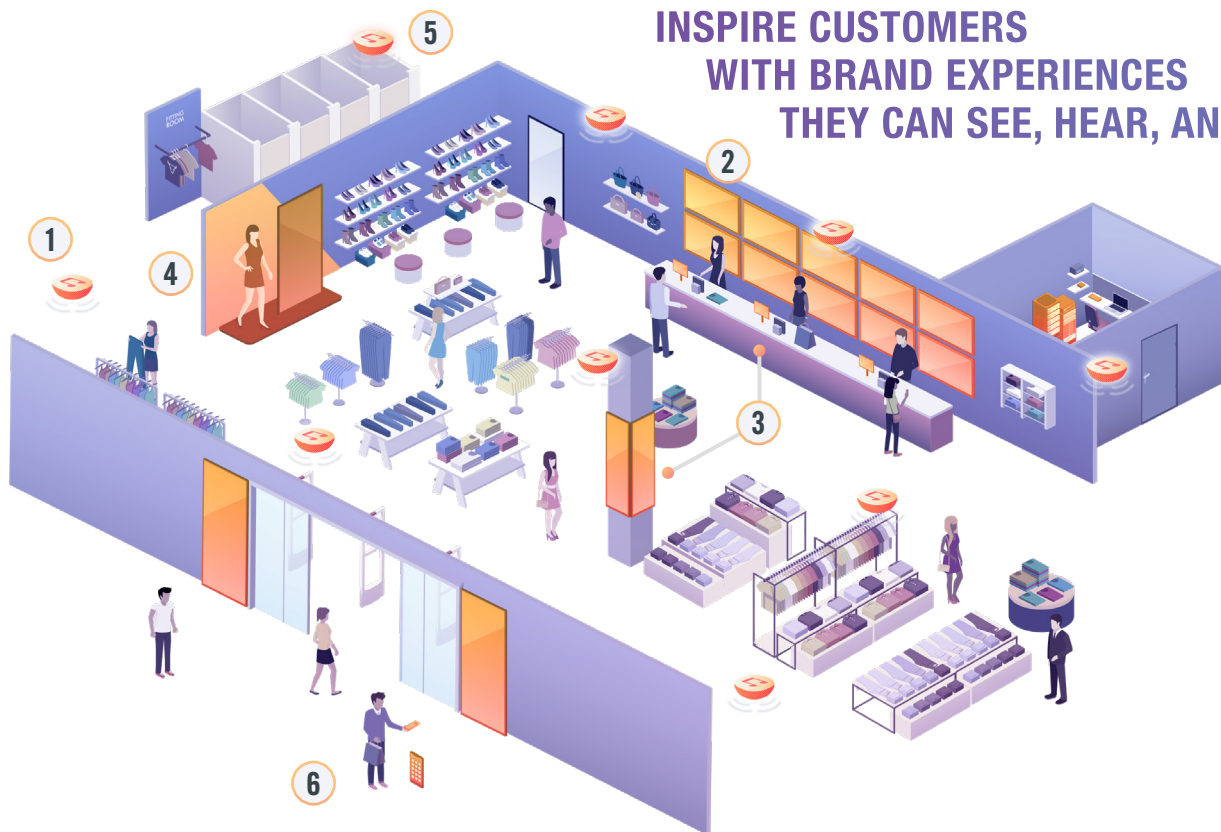 INSPIRE CUSTOMERS
WITH BRAND EXPERIENCES
THEY CAN SEE, HEAR, AN
5
2
FITTING
ROOM
1
4
3
6